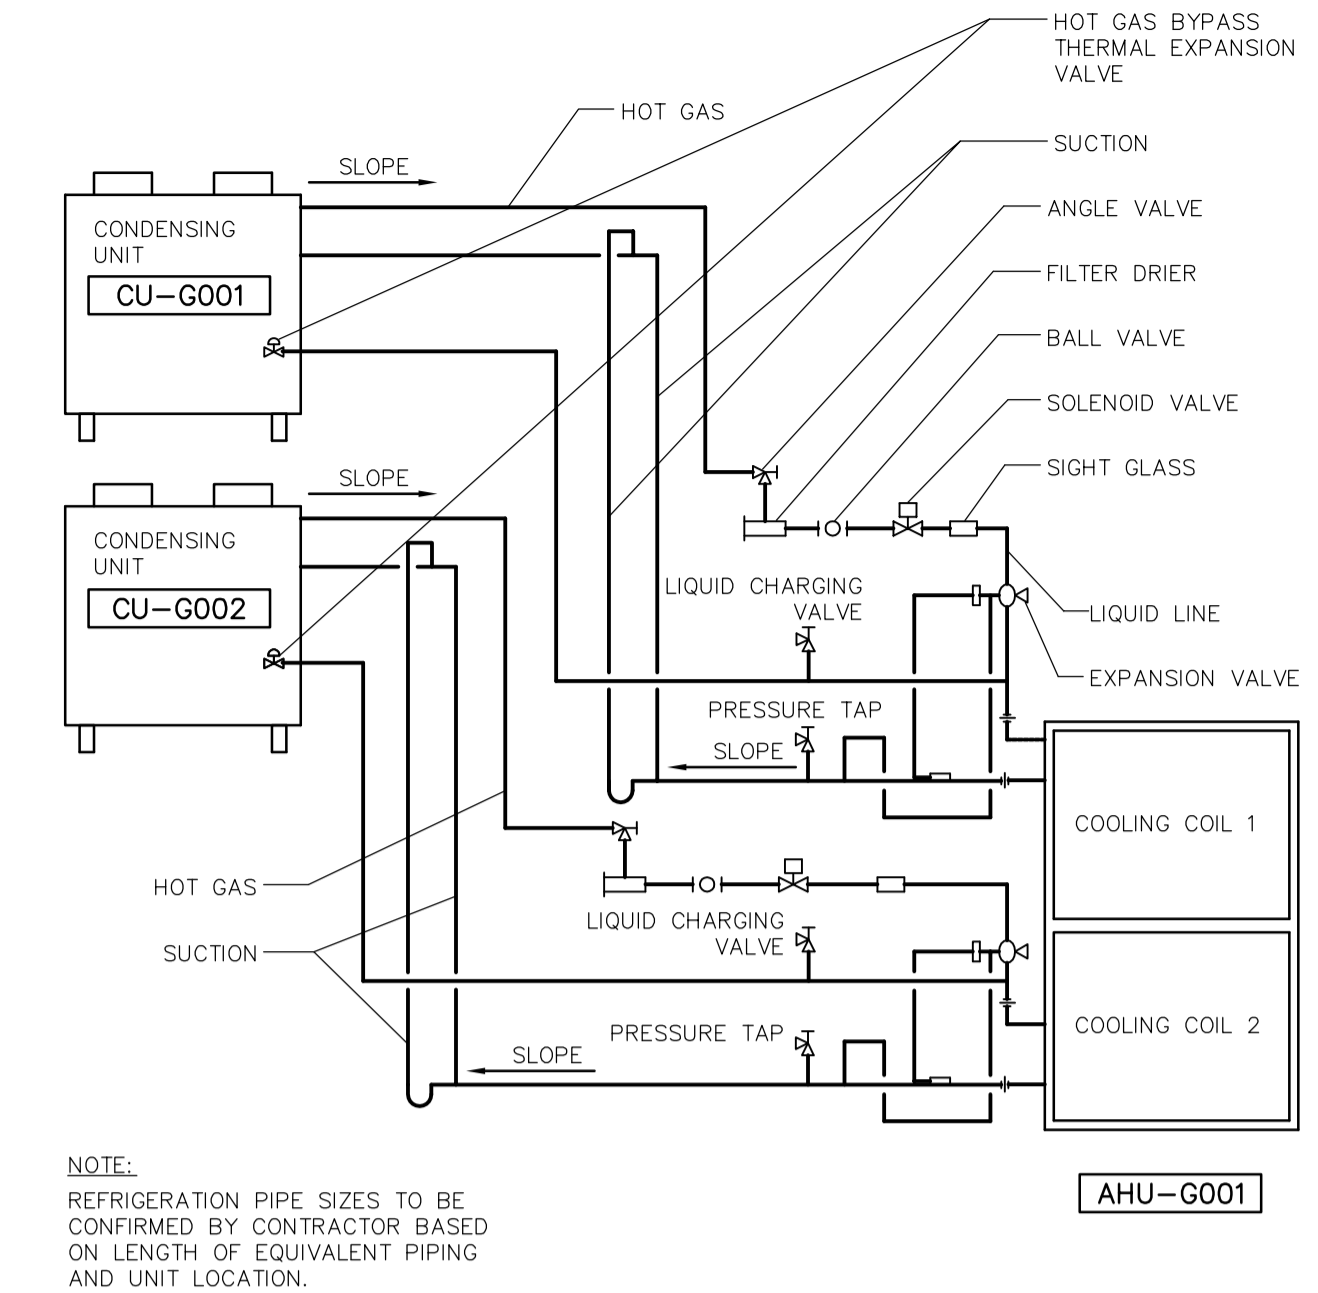 HOT GAS BYPASS
THERMAL EXPANSION
VALVE
HOT GAS
SUCTION
SLOPE
ANGLE VALVE
CONDENSING
UNIT
CU-G001
FILTER DRIER
BALL VALVE
SOLENOID VALVE
SIGHT GLASS
SLOPE
CONDENSING
UNIT
CU-G002
LIQUID CHARGING
VALVE
LIQUID LINE
EXPANSION VALVE
PRESSURE TAP
SLOPE
COOLING COIL 1
HOT GAS
LIQUID CHARGING
VALVE
SUCTION
COOLING COIL 2
PRESSURE TAP
SLOPE
NOTE:
REFRIGERATION PIPE SIZES TO BE
CONFIRMED BY CONTRACTOR BASED
ON LENGTH OF EQUIVALENT PIPING
AND UNIT LOCATION.
AHU-G001